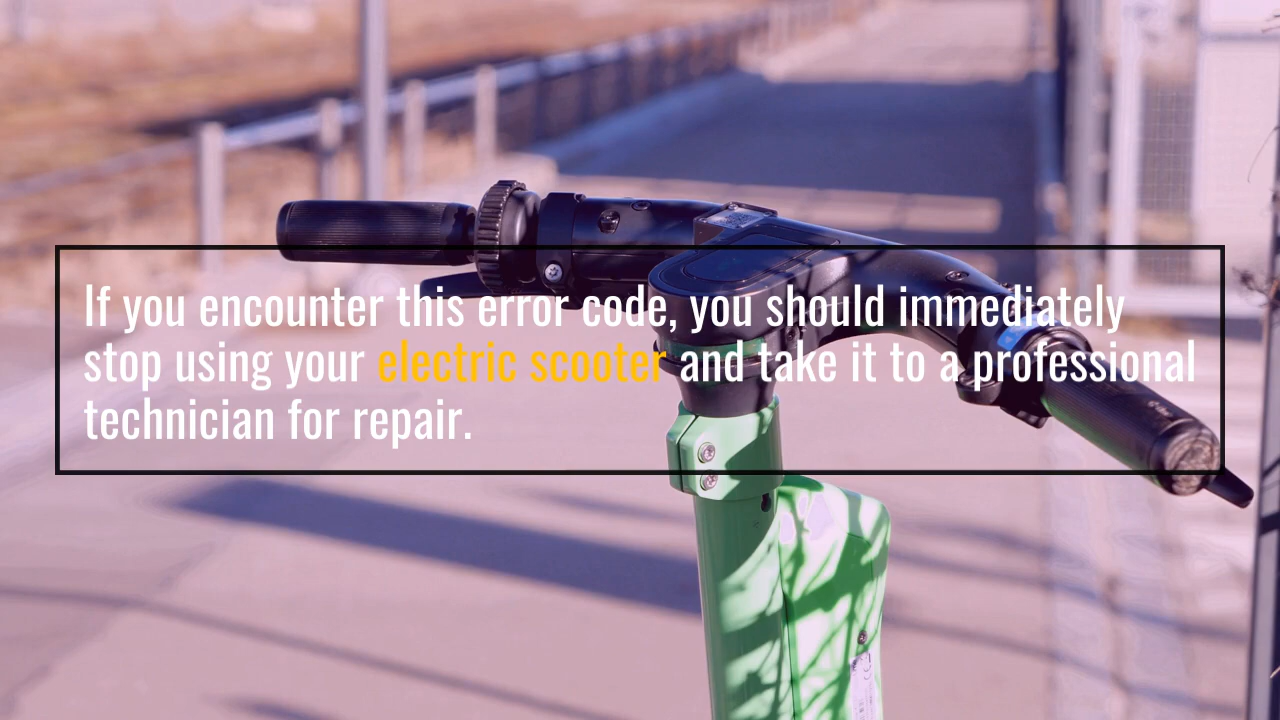 If you encounter this error code, you should immediately
stop using your electric scooter and take it to a professional
technician for repair.